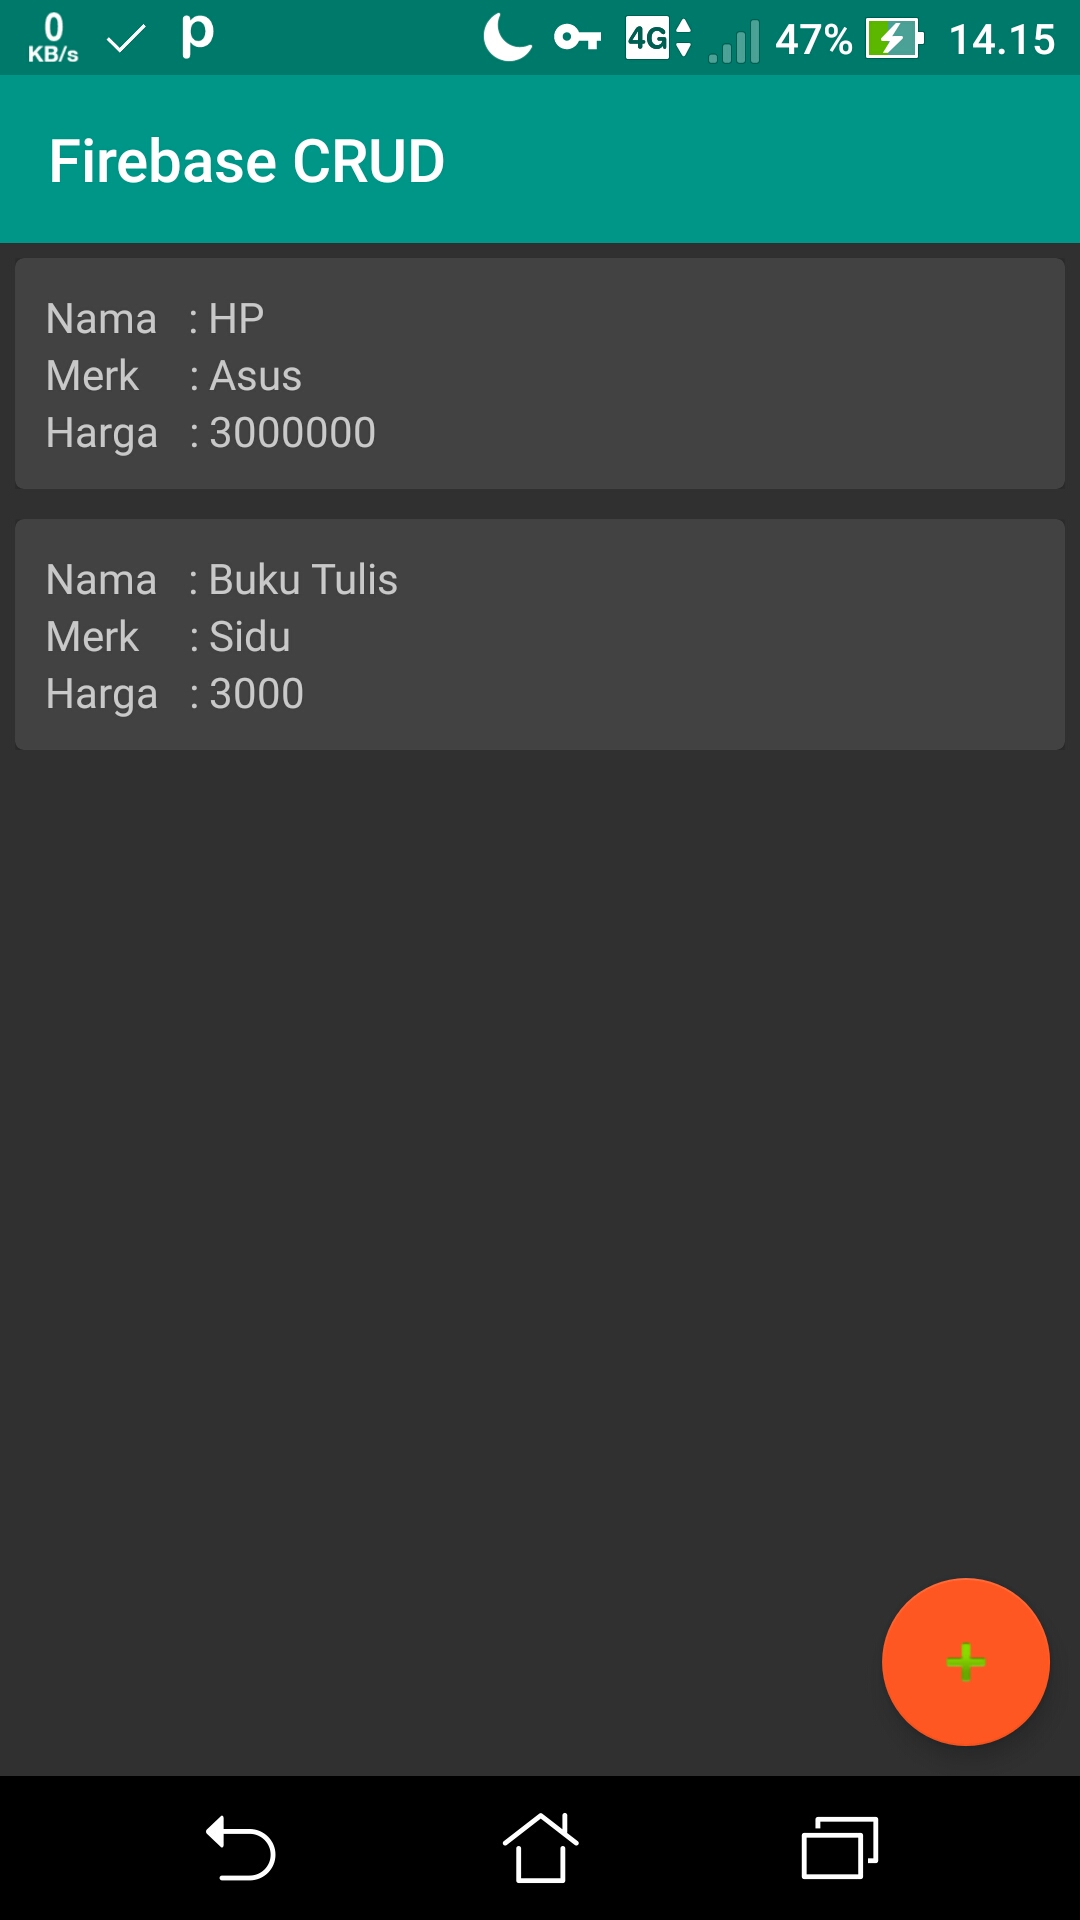 0
KB/s
p
4G
47%
14.15
Firebase CRUD
Nama : HP
Merk : Asus
Harga : 3000000
Nama : Buku Tulis
Merk : Sidu
Harga : 3000